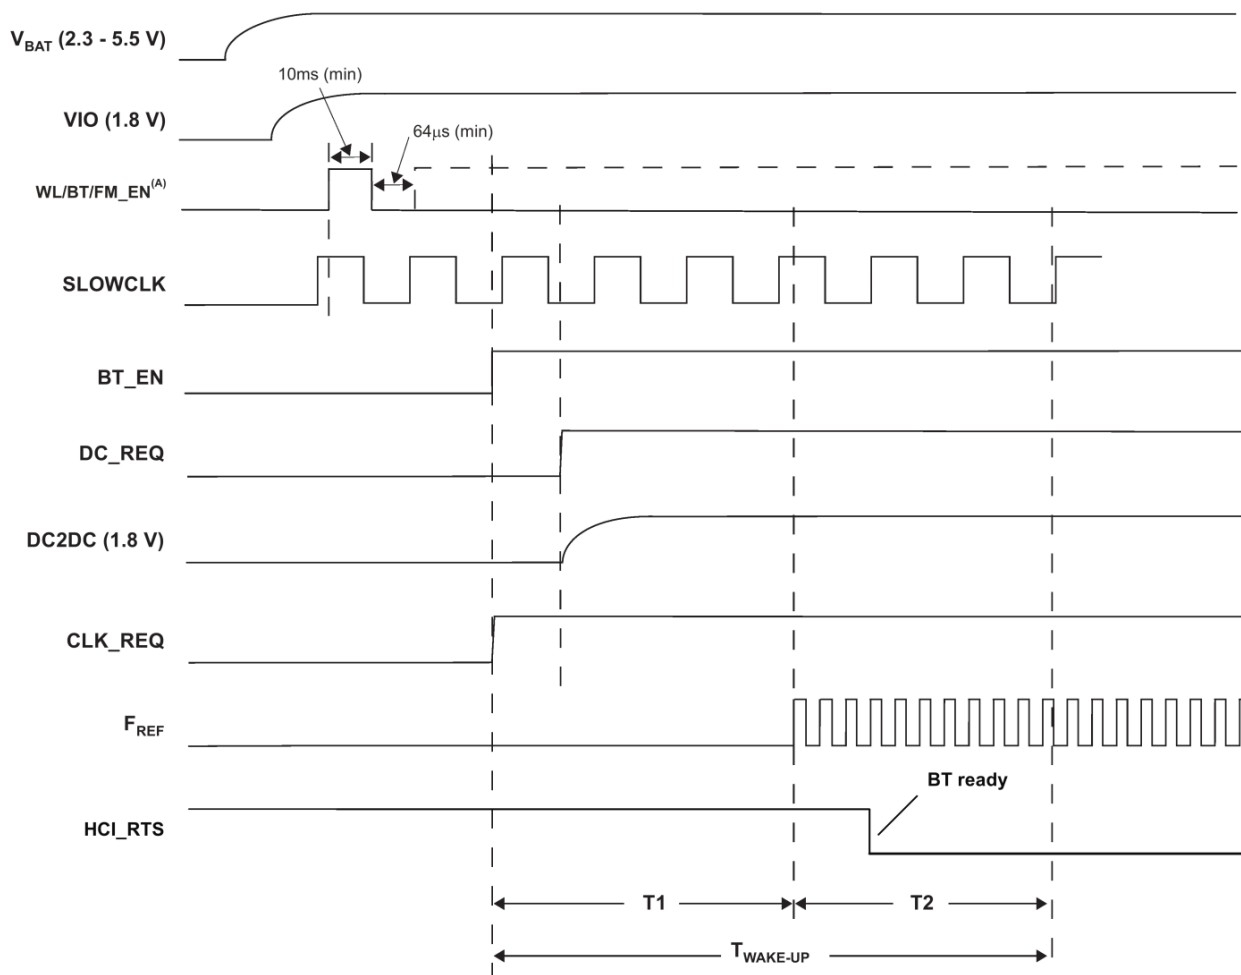 V_BAT (2.3 - 5.5 V)
10ms (min)
VIO (1.8 V)
64μs (min)
WL/BT/FM_EN(A)
SLOWCLK
BT_EN
DC_REQ
DC2DC (1.8 V)
CLK_REQ
F_REF
BT ready
HCI_RTS
T1 T2
T_WAKE-UP